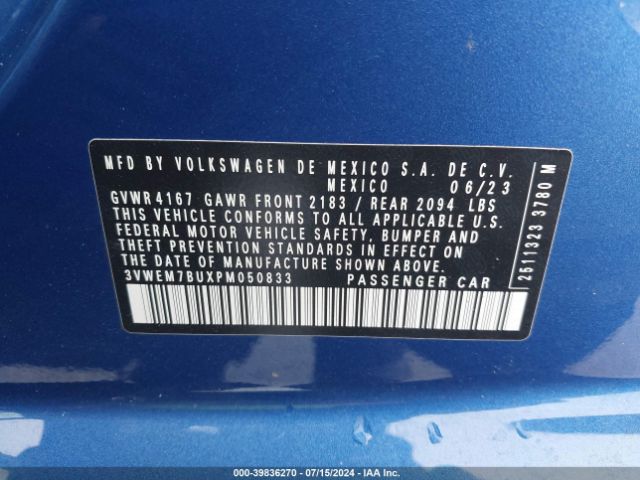 MFD BY VOLKSWAGEN DE MEXICO S.A. DE C.V.
MEXICO 06/23
GVWR 4167 GAWR FRONT 2183 / REAR 2094 LBS
THIS VEHICLE CONFORMS TO ALL APPLICABLE U.S.
FEDERAL MOTOR VEHICLE SAFETY, BUMPER AND
THEFT PREVENTION STANDARDS IN EFFECT ON
THE DATE OF MANUFACTURE SHOWN ABOVE.
3VWEM7BUXPM050833 PASSENGER CAR
2511323 3780 M
000-39836270 - 07/15/2024 - IAA Inc.